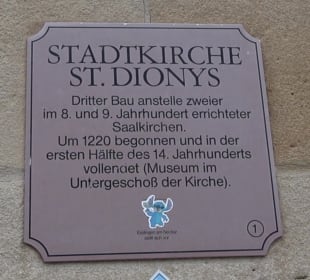 STADTKIRCHE
ST. DIONYS
Dritter Bau anstelle zweier
im 8. und 9. Jahrhundert errichteter
Saalkirchen.
Um 1220 begonnen und in der
ersten Hälfte des 14. Jahrhunderts
vollendet (Museum im
Untergeschoß der Kirche).
1